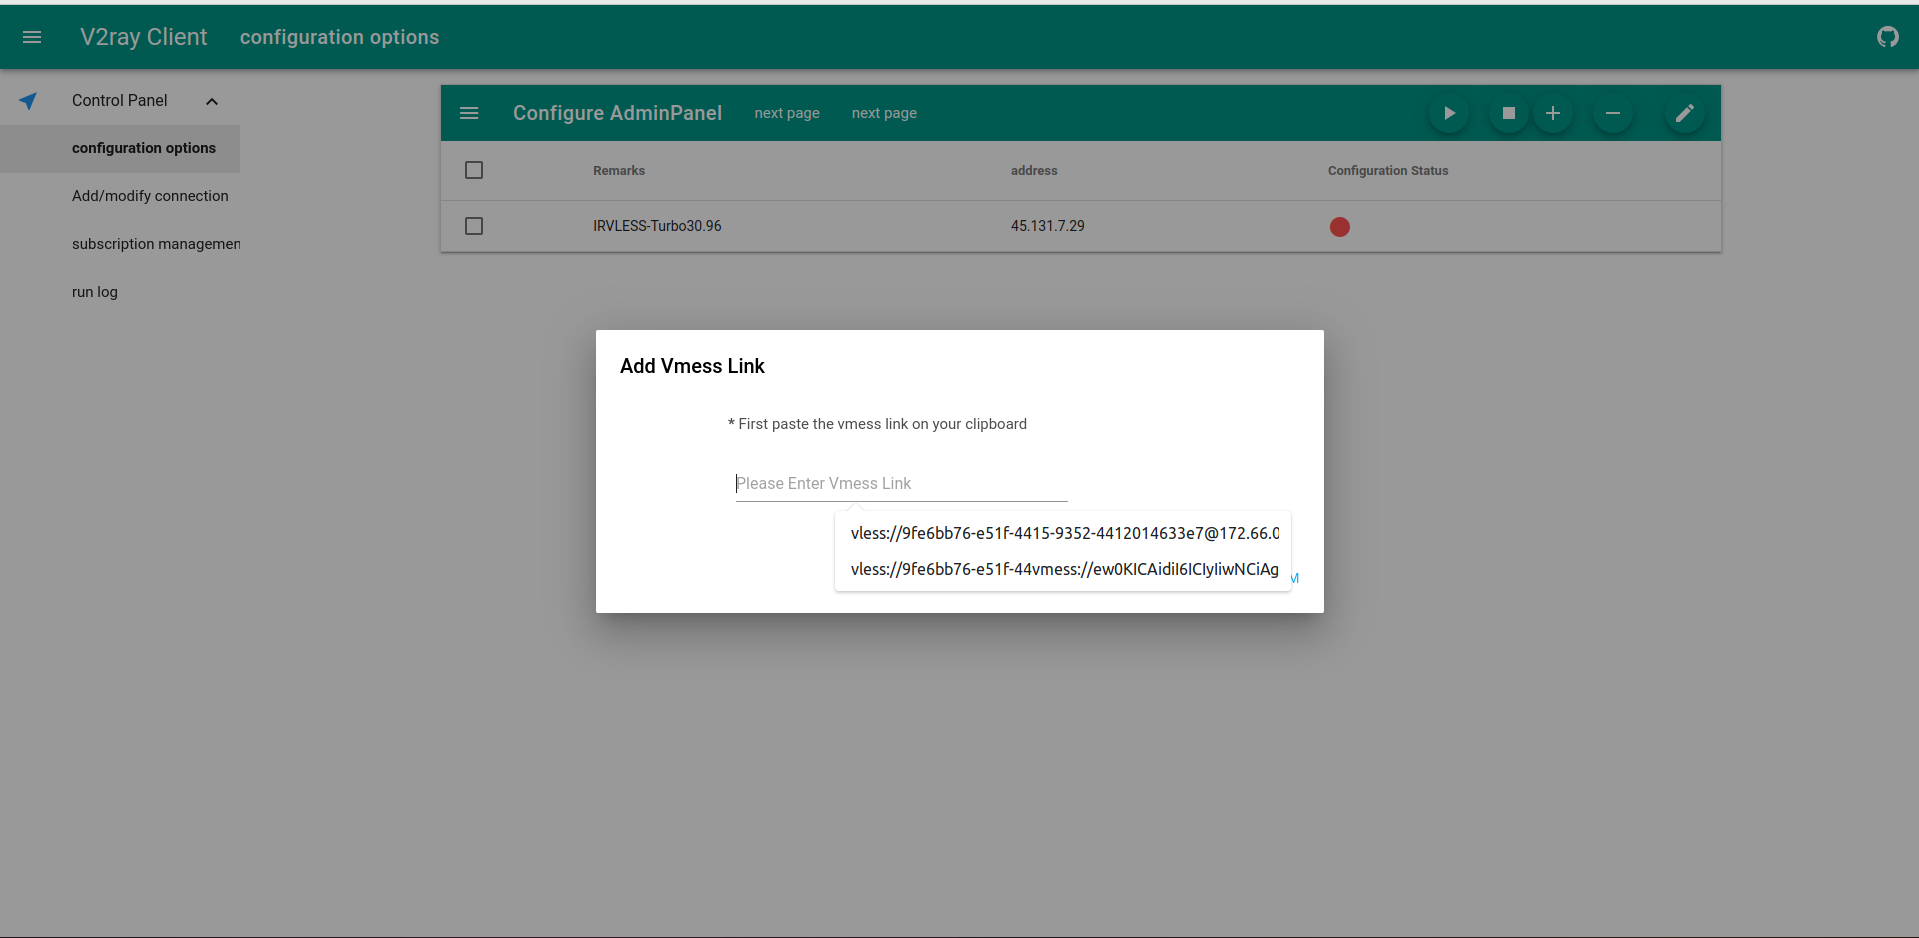 V2ray Client configuration options
Control Panel
configuration options
Add/modify connection
subscription managemen
run log
Configure AdminPanel next page next page
Remarks address Configuration Status
IRVLESS-Turbo30.96 45.131.7.29
Add Vmess Link
* First paste the vmess link on your clipboard
Please Enter Vmess Link
vless://9fe6bb76-e51f-4415-9352-4412014633e7@172.66.0
vless://9fe6bb76-e51f-44vmess://ew0KICAidiI6ICIyIiwNCiAg
M